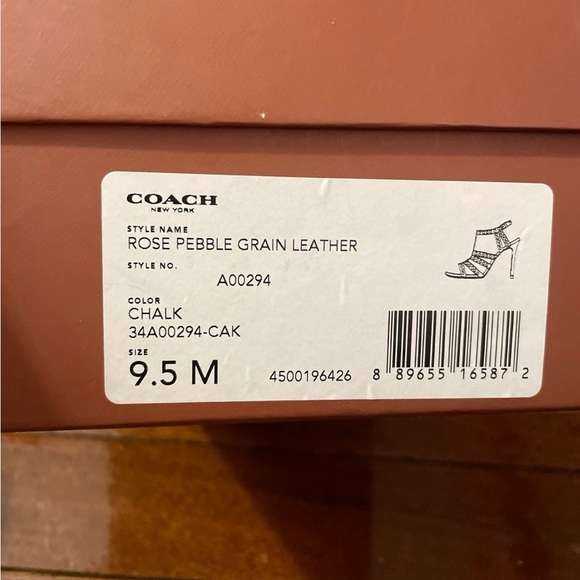 COACH
NEW YORK
STYLE NAME
ROSE PEBBLE GRAIN LEATHER
STYLE NO.
A00294
COLOR
CHALK
34A00294-CAK
SIZE
9.5 M
4500196426
8 89655 16587 2